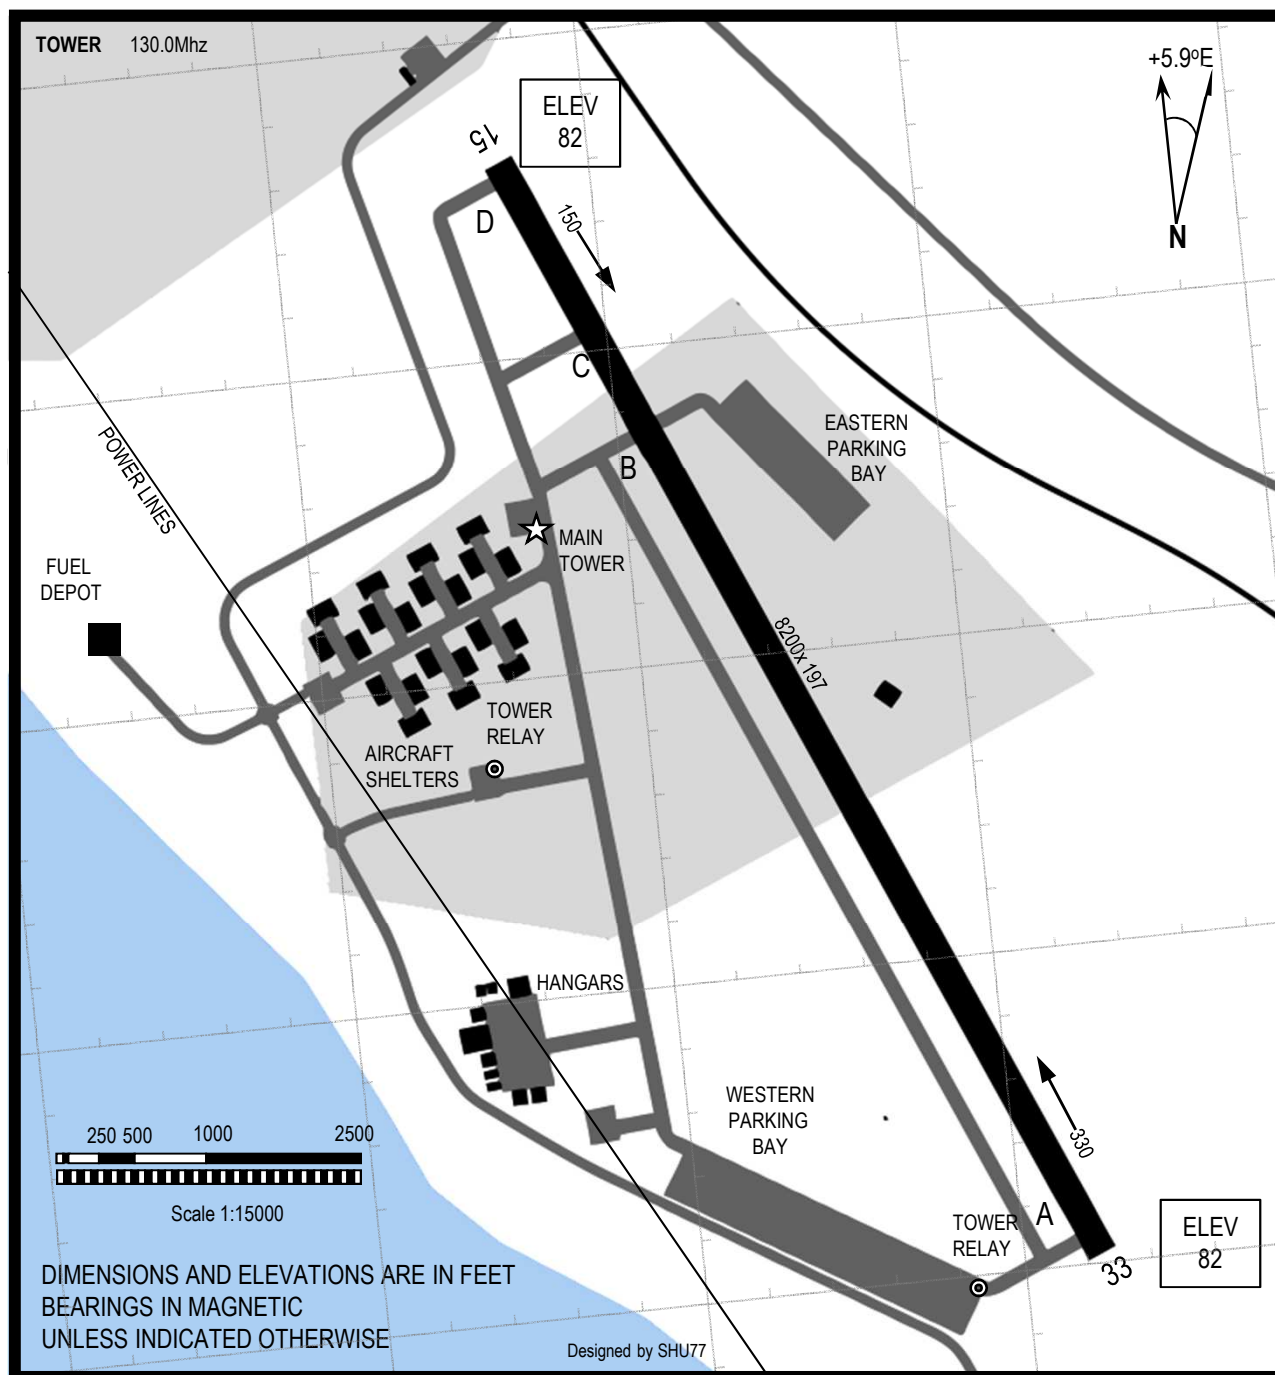 TOWER 130.0Mhz
+5.9ºE
N
ELEV
82
15
D
150
C
B
EASTERN
PARKING
BAY
POWER LINES
MAIN
TOWER
FUEL
DEPOT
8200x 197
TOWER
RELAY
AIRCRAFT
SHELTERS
HANGARS
WESTERN
PARKING
BAY
330
250 500 1000 2500
Scale 1:15000
A
TOWER
RELAY
33
ELEV
82
DIMENSIONS AND ELEVATIONS ARE IN FEET
BEARINGS IN MAGNETIC
UNLESS INDICATED OTHERWISE
Designed by SHU77